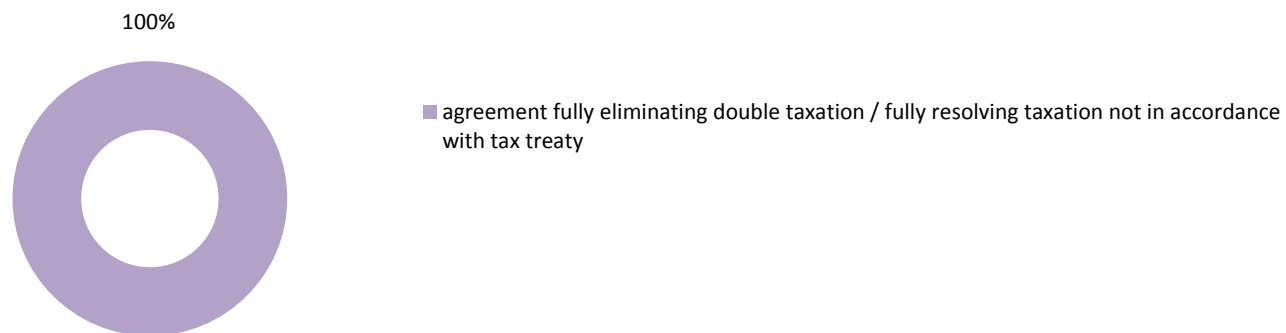 100%
agreement fully eliminating double taxation / fully resolving taxation not in accordance
with tax treaty